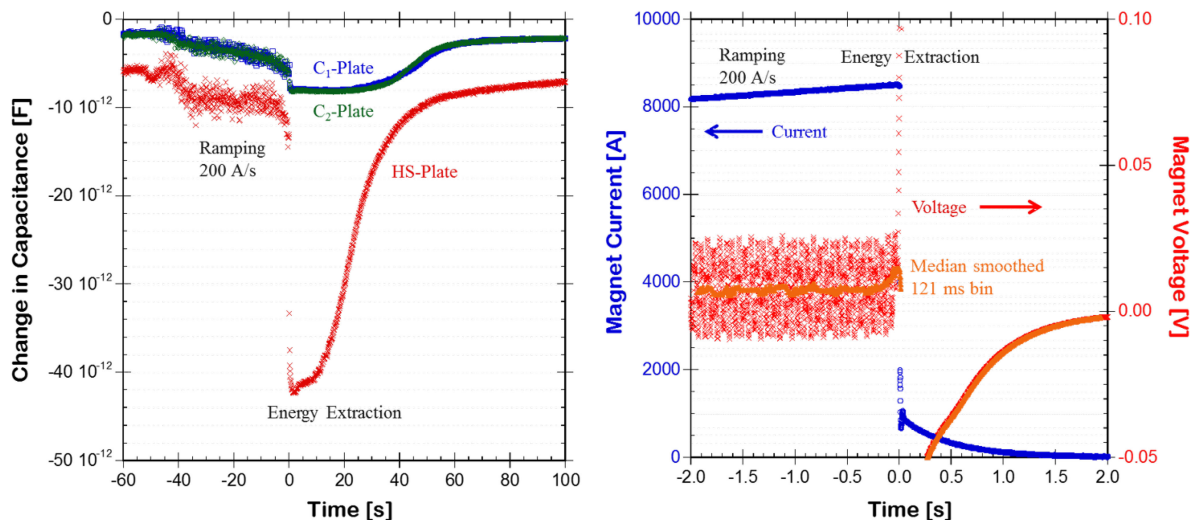 0
-10 10⁻¹²
-20 10⁻¹²
-30 10⁻¹²
-40 10⁻¹²
-50 10⁻¹²
Change in Capacitance [F]
C₁-Plate
C₂-Plate
Ramping
200 A/s
HS-Plate
Energy Extraction
-60 -40 -20 0 20 40 60 80 100
Time [s]
10000
8000
6000
4000
2000
0
Magnet Current [A]
Ramping
200 A/s
Energy Extraction
Current
Voltage
Median smoothed
121 ms bin
0.10
0.05
0.00
-0.05
Magnet Voltage [V]
-2.0 -1.5 -1.0 -0.5 0.0 0.5 1.0 1.5 2.0
Time [s]